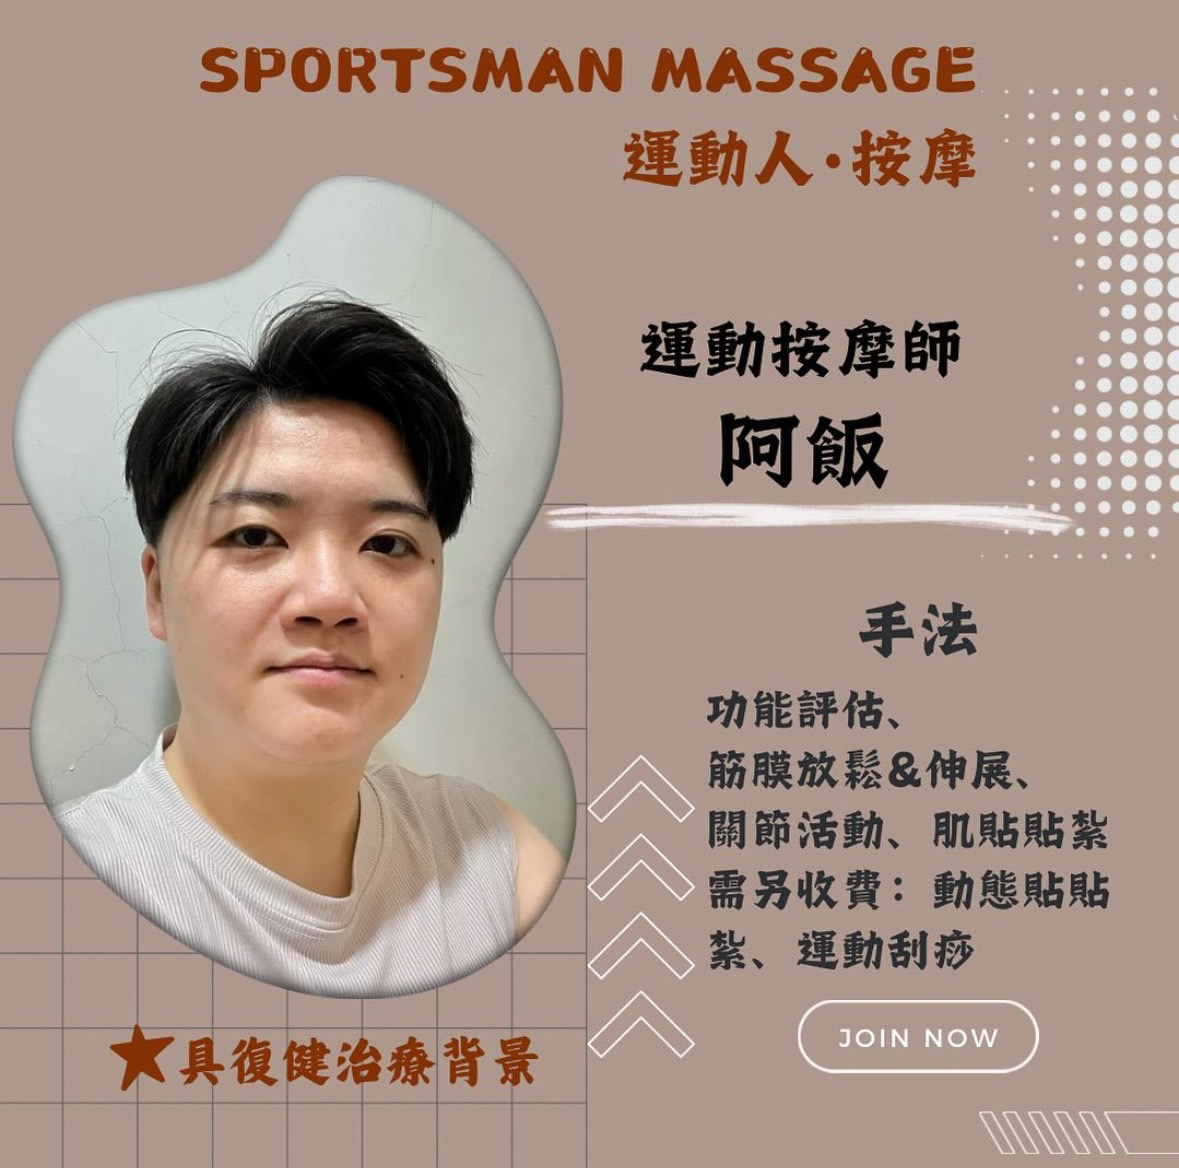 SPORTSMAN MASSAGE
運動人·按摩
運動按摩師
阿飯
手法
功能評估、
筋膜放鬆&伸展、
關節活動、肌貼貼紮
需另收費：動態貼貼
紮、運動刮痧
JOIN NOW
★具復健治療背景